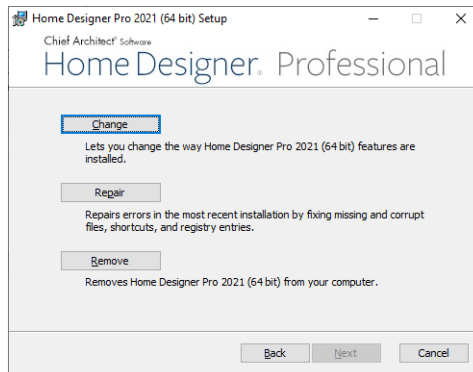 Home Designer Pro 2021 (64 bit) Setup
Chief Architect® Software
Home Designer® Professional
Change
Lets you change the way Home Designer Pro 2021 (64 bit) features are
installed.
Repair
Repairs errors in the most recent installation by fixing missing and corrupt
files, shortcuts, and registry entries.
Remove
Removes Home Designer Pro 2021 (64 bit) from your computer.
Back Next Cancel